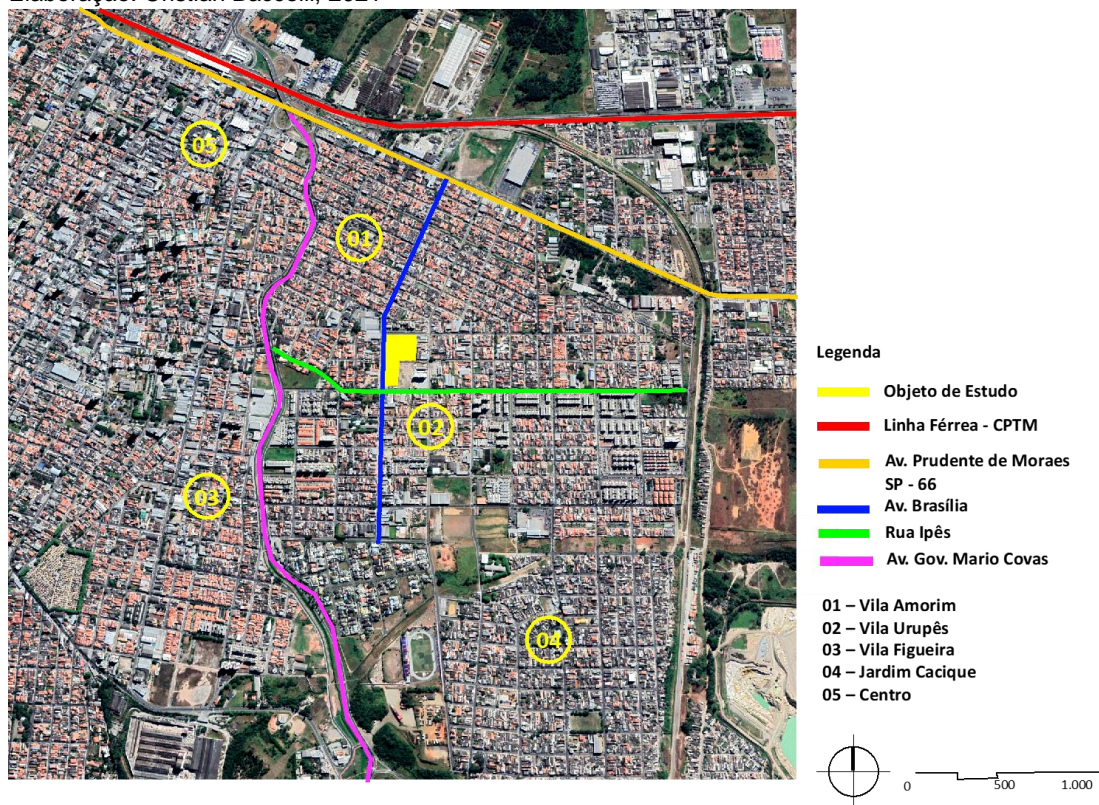 05
01
02
03
04
Legenda
Objeto de Estudo
Linha Férrea - CPTM
Av. Prudente de Moraes
SP - 66
Av. Brasília
Rua Ipês
Av. Gov. Mario Covas
01 – Vila Amorim
02 – Vila Urupês
03 – Vila Figueira
04 – Jardim Cacique
05 – Centro
0 500 1.000